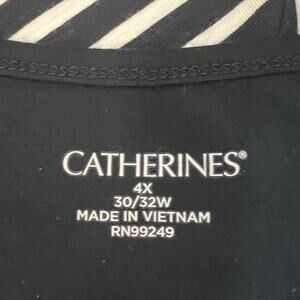 CATHERINES®
4X
30/32W
MADE IN VIETNAM
RN99249